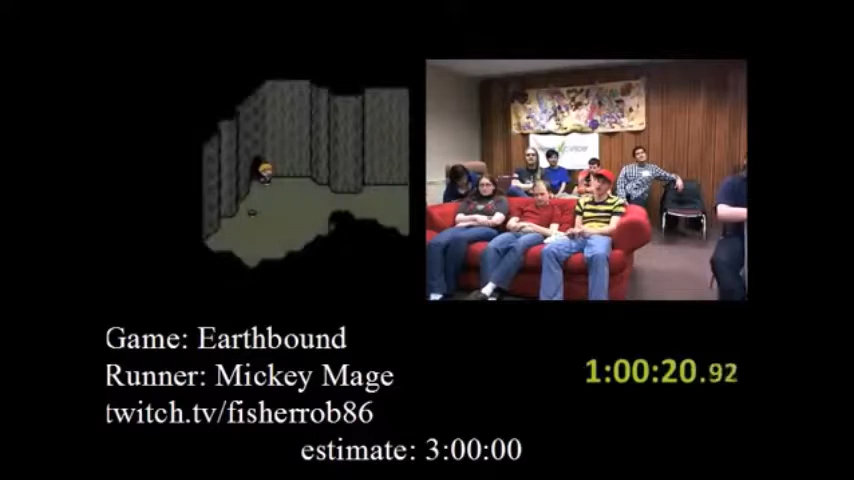 Game: Earthbound
Runner: Mickey Mage
twitch.tv/fisherrob86
estimate: 3:00:00
1:00:20.92